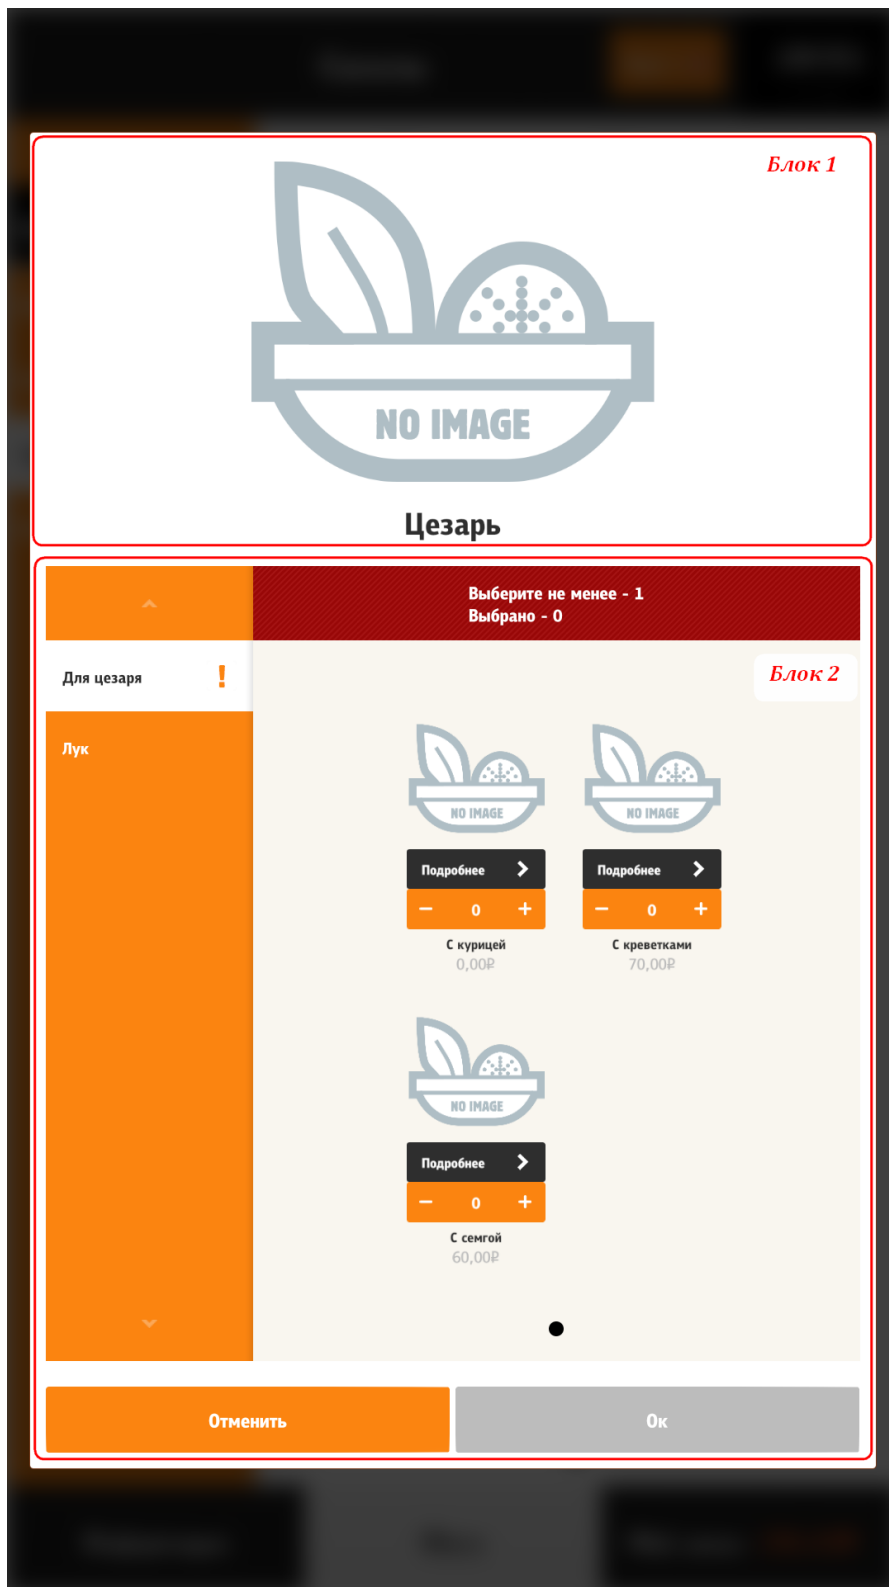 Блок 1
NO IMAGE
Цезарь
Выберите не менее - 1
Выбрано - 0
Для цезаря !
Блок 2
Лук
NO IMAGE NO IMAGE
Подробнее Подробнее
− 0 + − 0 +
С курицей С креветками
0,00₽ 70,00₽
NO IMAGE
Подробнее
− 0 +
С семгой
60,00₽
Отменить Ок